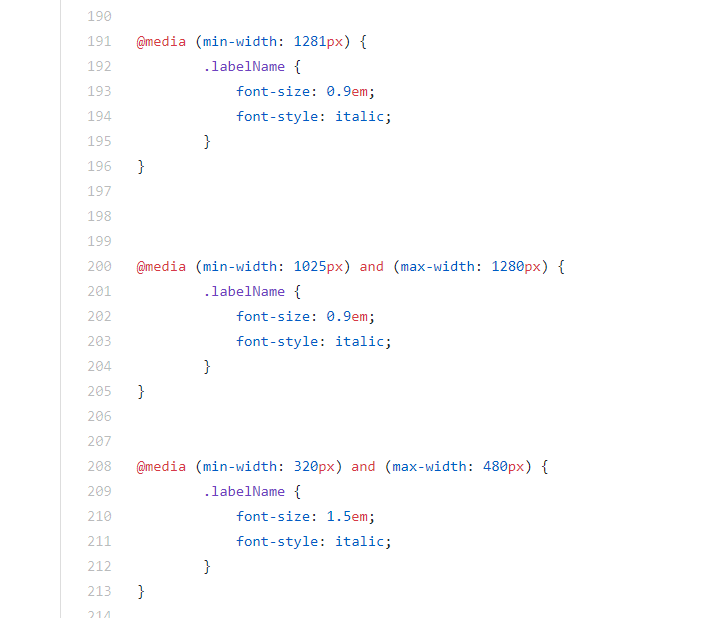 190
191 @media (min-width: 1281px) {
192 .labelName {
193 font-size: 0.9em;
194 font-style: italic;
195 }
196 }
197
198
199
200 @media (min-width: 1025px) and (max-width: 1280px) {
201 .labelName {
202 font-size: 0.9em;
203 font-style: italic;
204 }
205 }
206
207
208 @media (min-width: 320px) and (max-width: 480px) {
209 .labelName {
210 font-size: 1.5em;
211 font-style: italic;
212 }
213 }
214